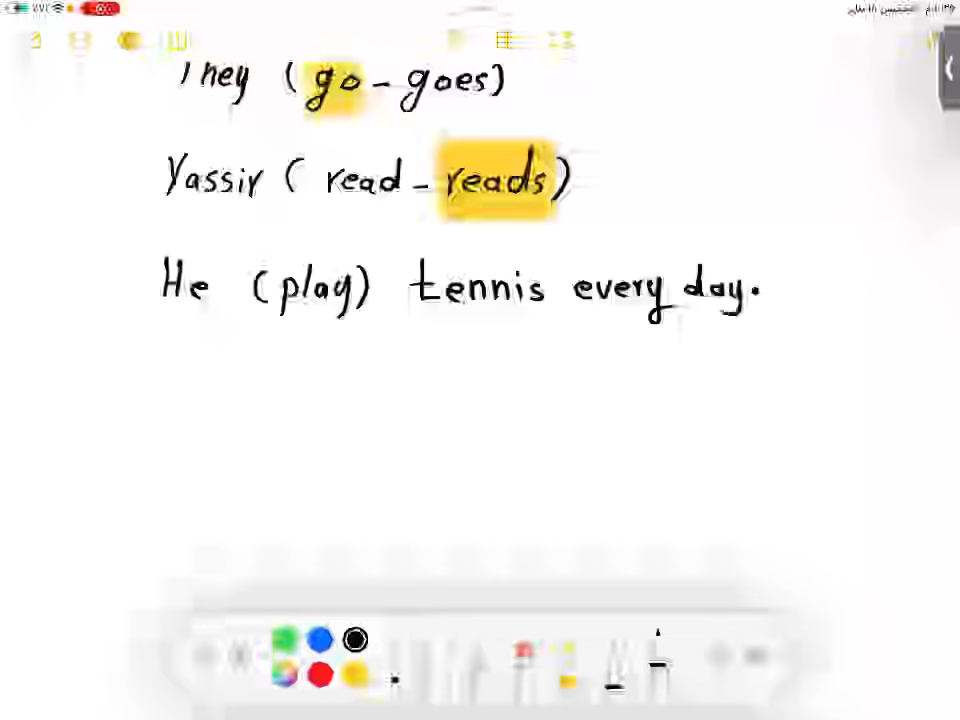 They (go - goes)
Yassir (read - reads)
He (play) tennis every day.